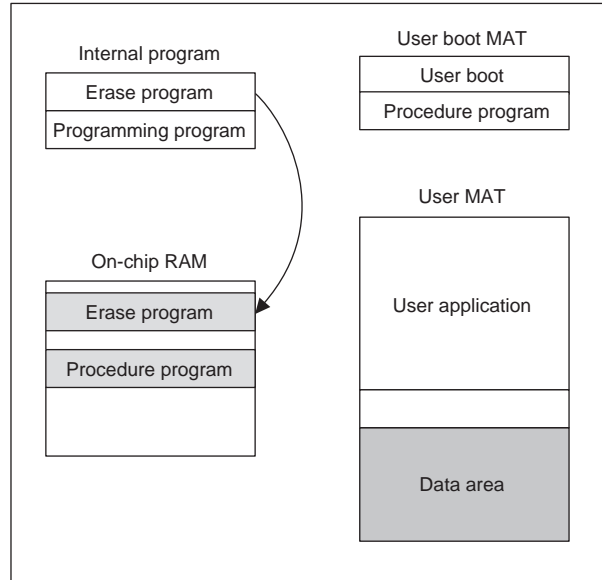 Internal program
Erase program
Programming program
User boot MAT
User boot
Procedure program
On-chip RAM
Erase program
Procedure program
User MAT
User application
Data area